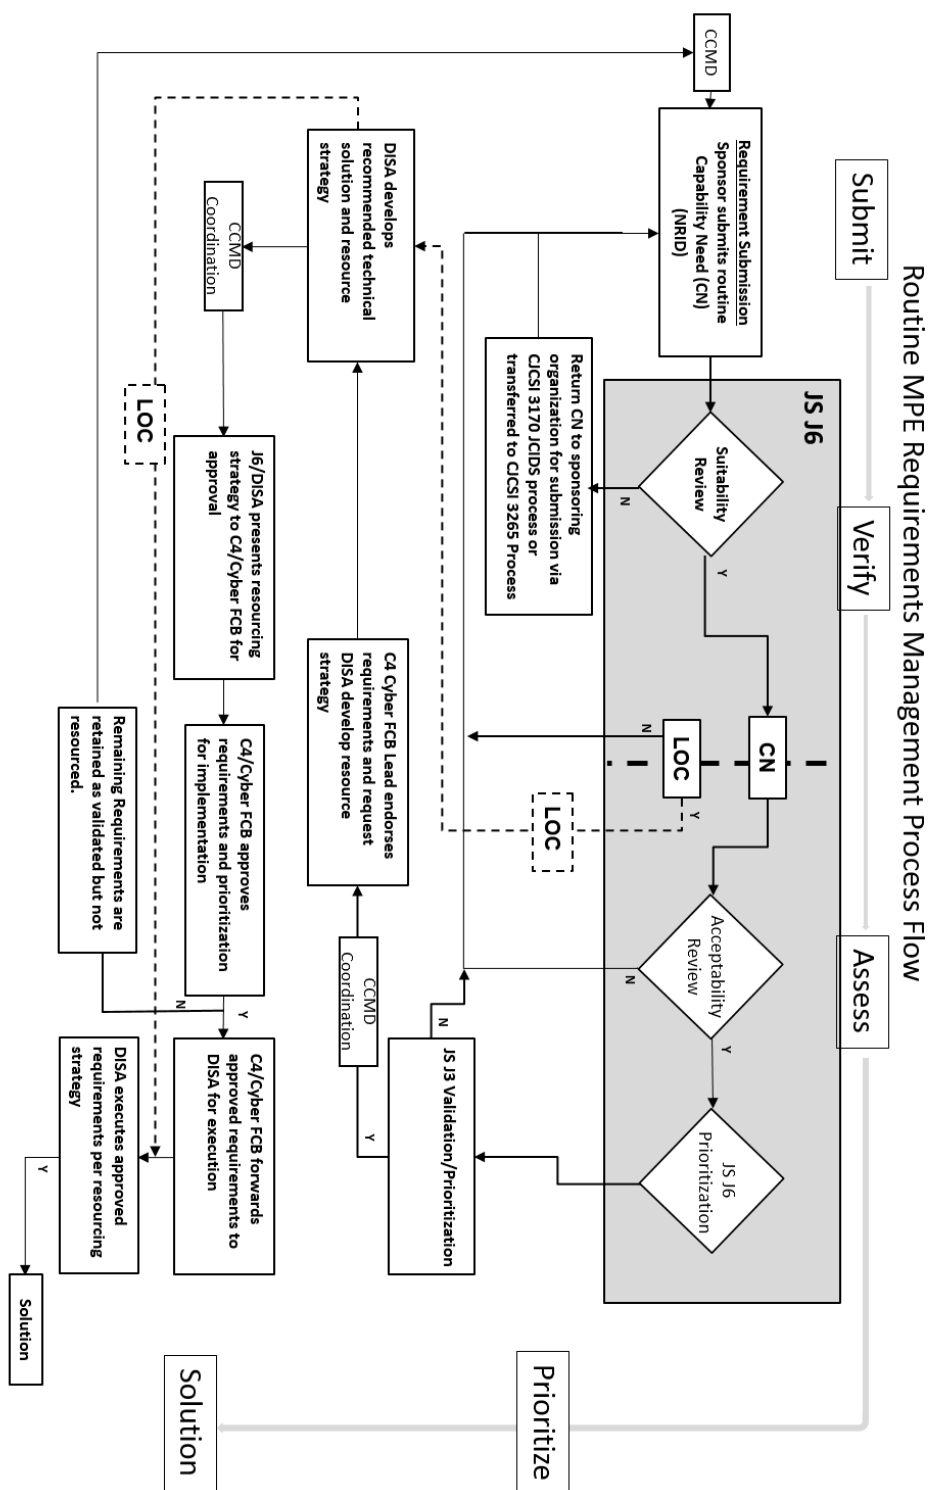 Routine MPE Requirements Management Process Flow
Submit
Verify
Assess
Prioritize
Solution
CCMD
Requirement Submission
Sponsor submits routine
Capability Need (CN)
(NRID)
JS J6
Suitability
Review
N
Y
CN
LOC
N
Y
Acceptability
Review
N
Y
JS J6
Prioritization
Return CN to sponsoring
organization for submission via
CJCSI 3170 JCIDS process or
transferred to CJCSI 3265 Process
LOC
JS J3 Validation/Prioritization
N
Y
CCMD
Coordination
C4 Cyber FCB Lead endorses
requirements and request
DISA develop resource
strategy
DISA develops
recommended technical
solution and resource
strategy
CCMD
Coordination
LOC
J6/DISA presents resourcing
strategy to C4/Cyber FCB for
approval
C4/Cyber FCB approves
requirements and prioritization
for implementation
Y
N
C4/Cyber FCB forwards
approved requirements to
DISA for execution
Remaining Requirements are
retained as validated but not
resourced.
DISA executes approved
requirements per resourcing
strategy
Y
Solution